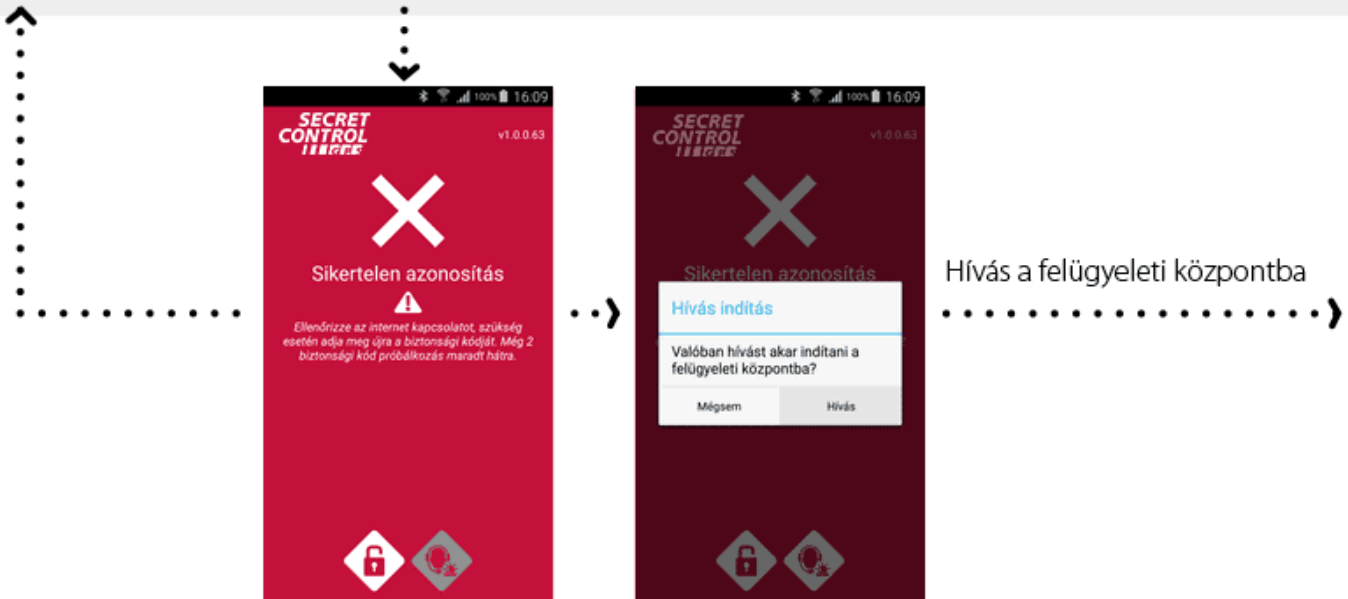 100% 16:09
SECRET
CONTROL
v1.0.0.63
Sikertelen azonosítás
Ellenőrizze az internet kapcsolatot, szükség
esetén adja meg újra a biztonsági kódját. Még 2
biztonsági kód próbálkozás maradt hátra.
100% 16:09
SECRET
CONTROL
v1.0.0.63
Sikertelen azonosítás
Hívás indítás
Valóban hívást akar indítani a
felügyeleti központba?
Mégsem Hívás
Hívás a felügyeleti központba